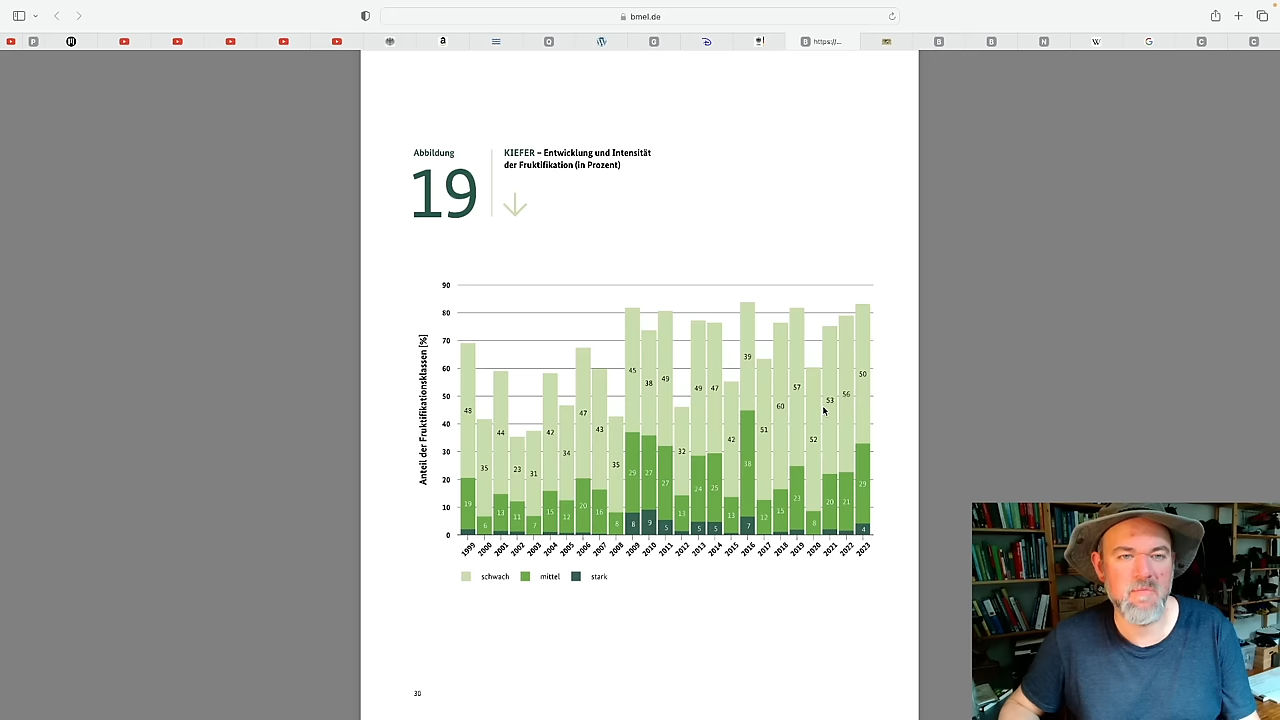 bmel.de
https://...
Abbildung
19
KIEFER – Entwicklung und Intensität
der Fruktifikation (in Prozent)
Anteil der Fruktifikationsklassen [%]
90
80
70
60
50
40
30
20
10
0
48 35 44 23 31 42 34 47 43 35 45 38 49 32 49 47 42 39 51 60 57 52 53 56 50
19 6 13 11 7 15 12 20 16 8 29 27 27 13 24 25 13 38 12 15 23 8 20 21 29
8 9 5 5 5 7 4
1999 2000 2001 2002 2003 2004 2005 2006 2007 2008 2009 2010 2011 2012 2013 2014 2015 2016 2017 2018 2019 2020 2021 2022 2023
schwach mittel stark
30